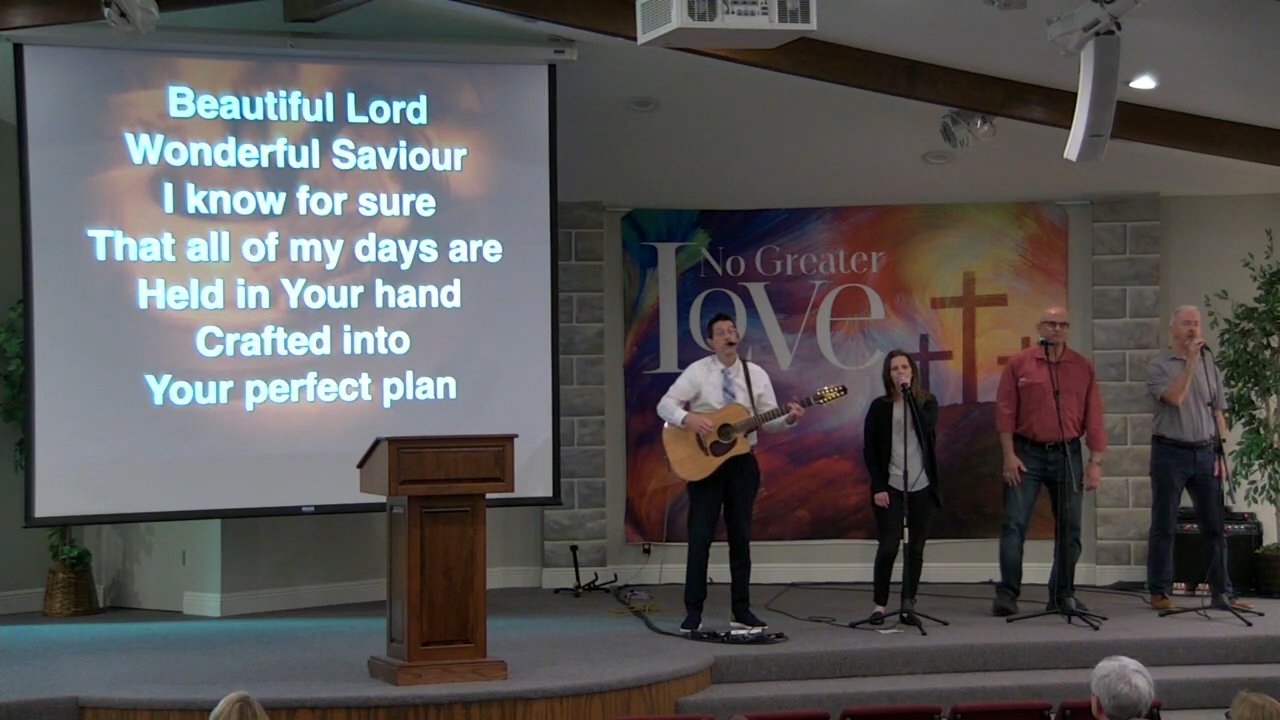 Beautiful Lord
Wonderful Saviour
I know for sure
That all of my days are
Held in Your hand
Crafted into
Your perfect plan
No Greater
Love